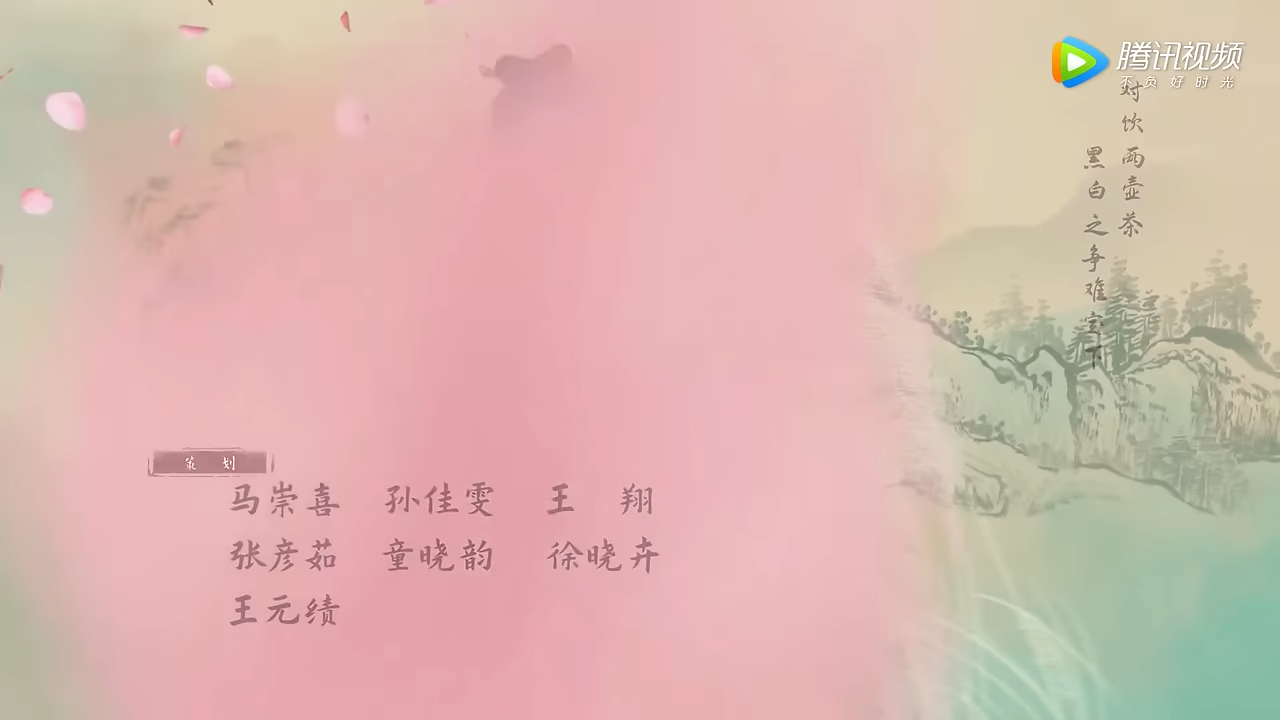 腾讯视频
不负好时光
对饮两壶茶
黑白之争难室下
策 划
马崇喜 孙佳雯 王 翔
张彦茹 童晓韵 徐晓卉
王元绩